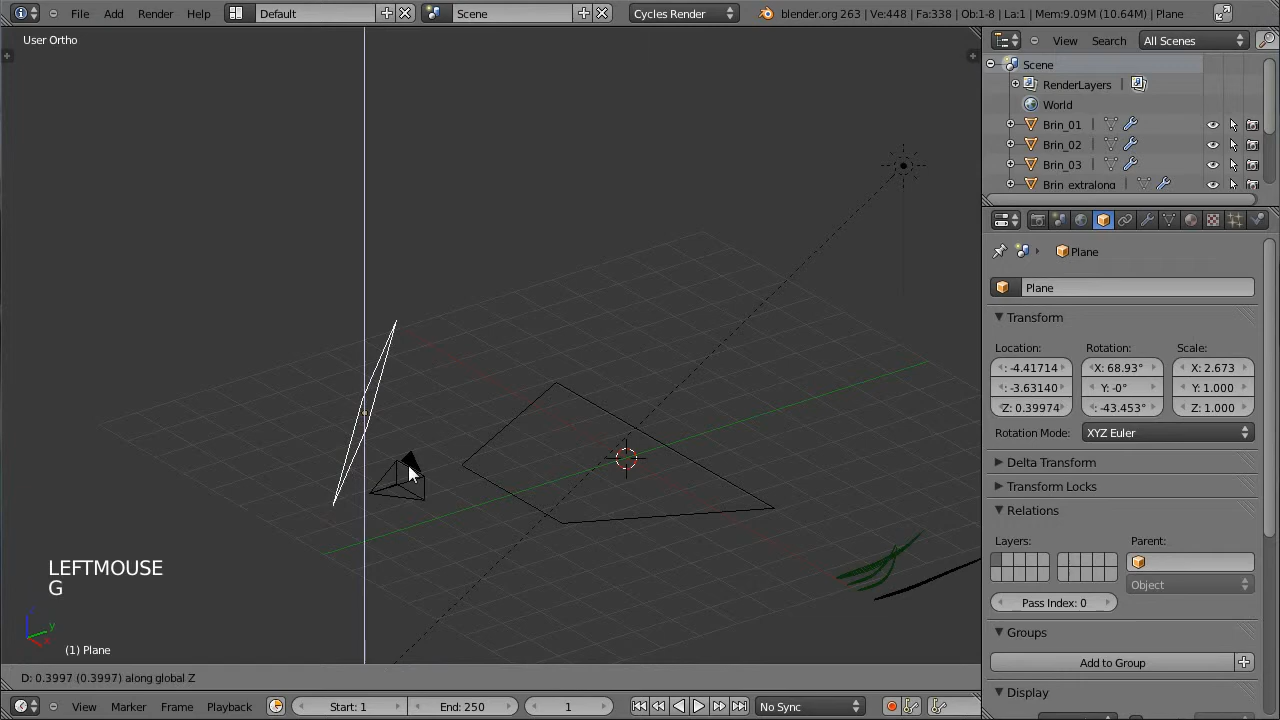 File Add Render Help Default Scene Cycles Render blender.org 263 | Ve:448 | Fa:338 | Ob:1-8 | La:1 | Mem:9.09M (10.64M) | Plane
User Ortho
View Search All Scenes
Scene
RenderLayers
World
Brin_01
Brin_02
Brin_03
Brin_extralong
Plane
Plane
Transform
Location: Rotation: Scale:
: -4.41714 X: 68.93° X: 2.673
: -3.63140 Y: -0° Y: 1.000
Z: 0.39974 : -43.453° Z: 1.000
Rotation Mode: XYZ Euler
Delta Transform
Transform Locks
Relations
Layers: Parent:
Object
Pass Index: 0
Groups
Add to Group
Display
LEFTMOUSE
G
z
y
x
(1) Plane
D: 0.3997 (0.3997) along global Z
View Marker Frame Playback Start: 1 End: 250 1 No Sync